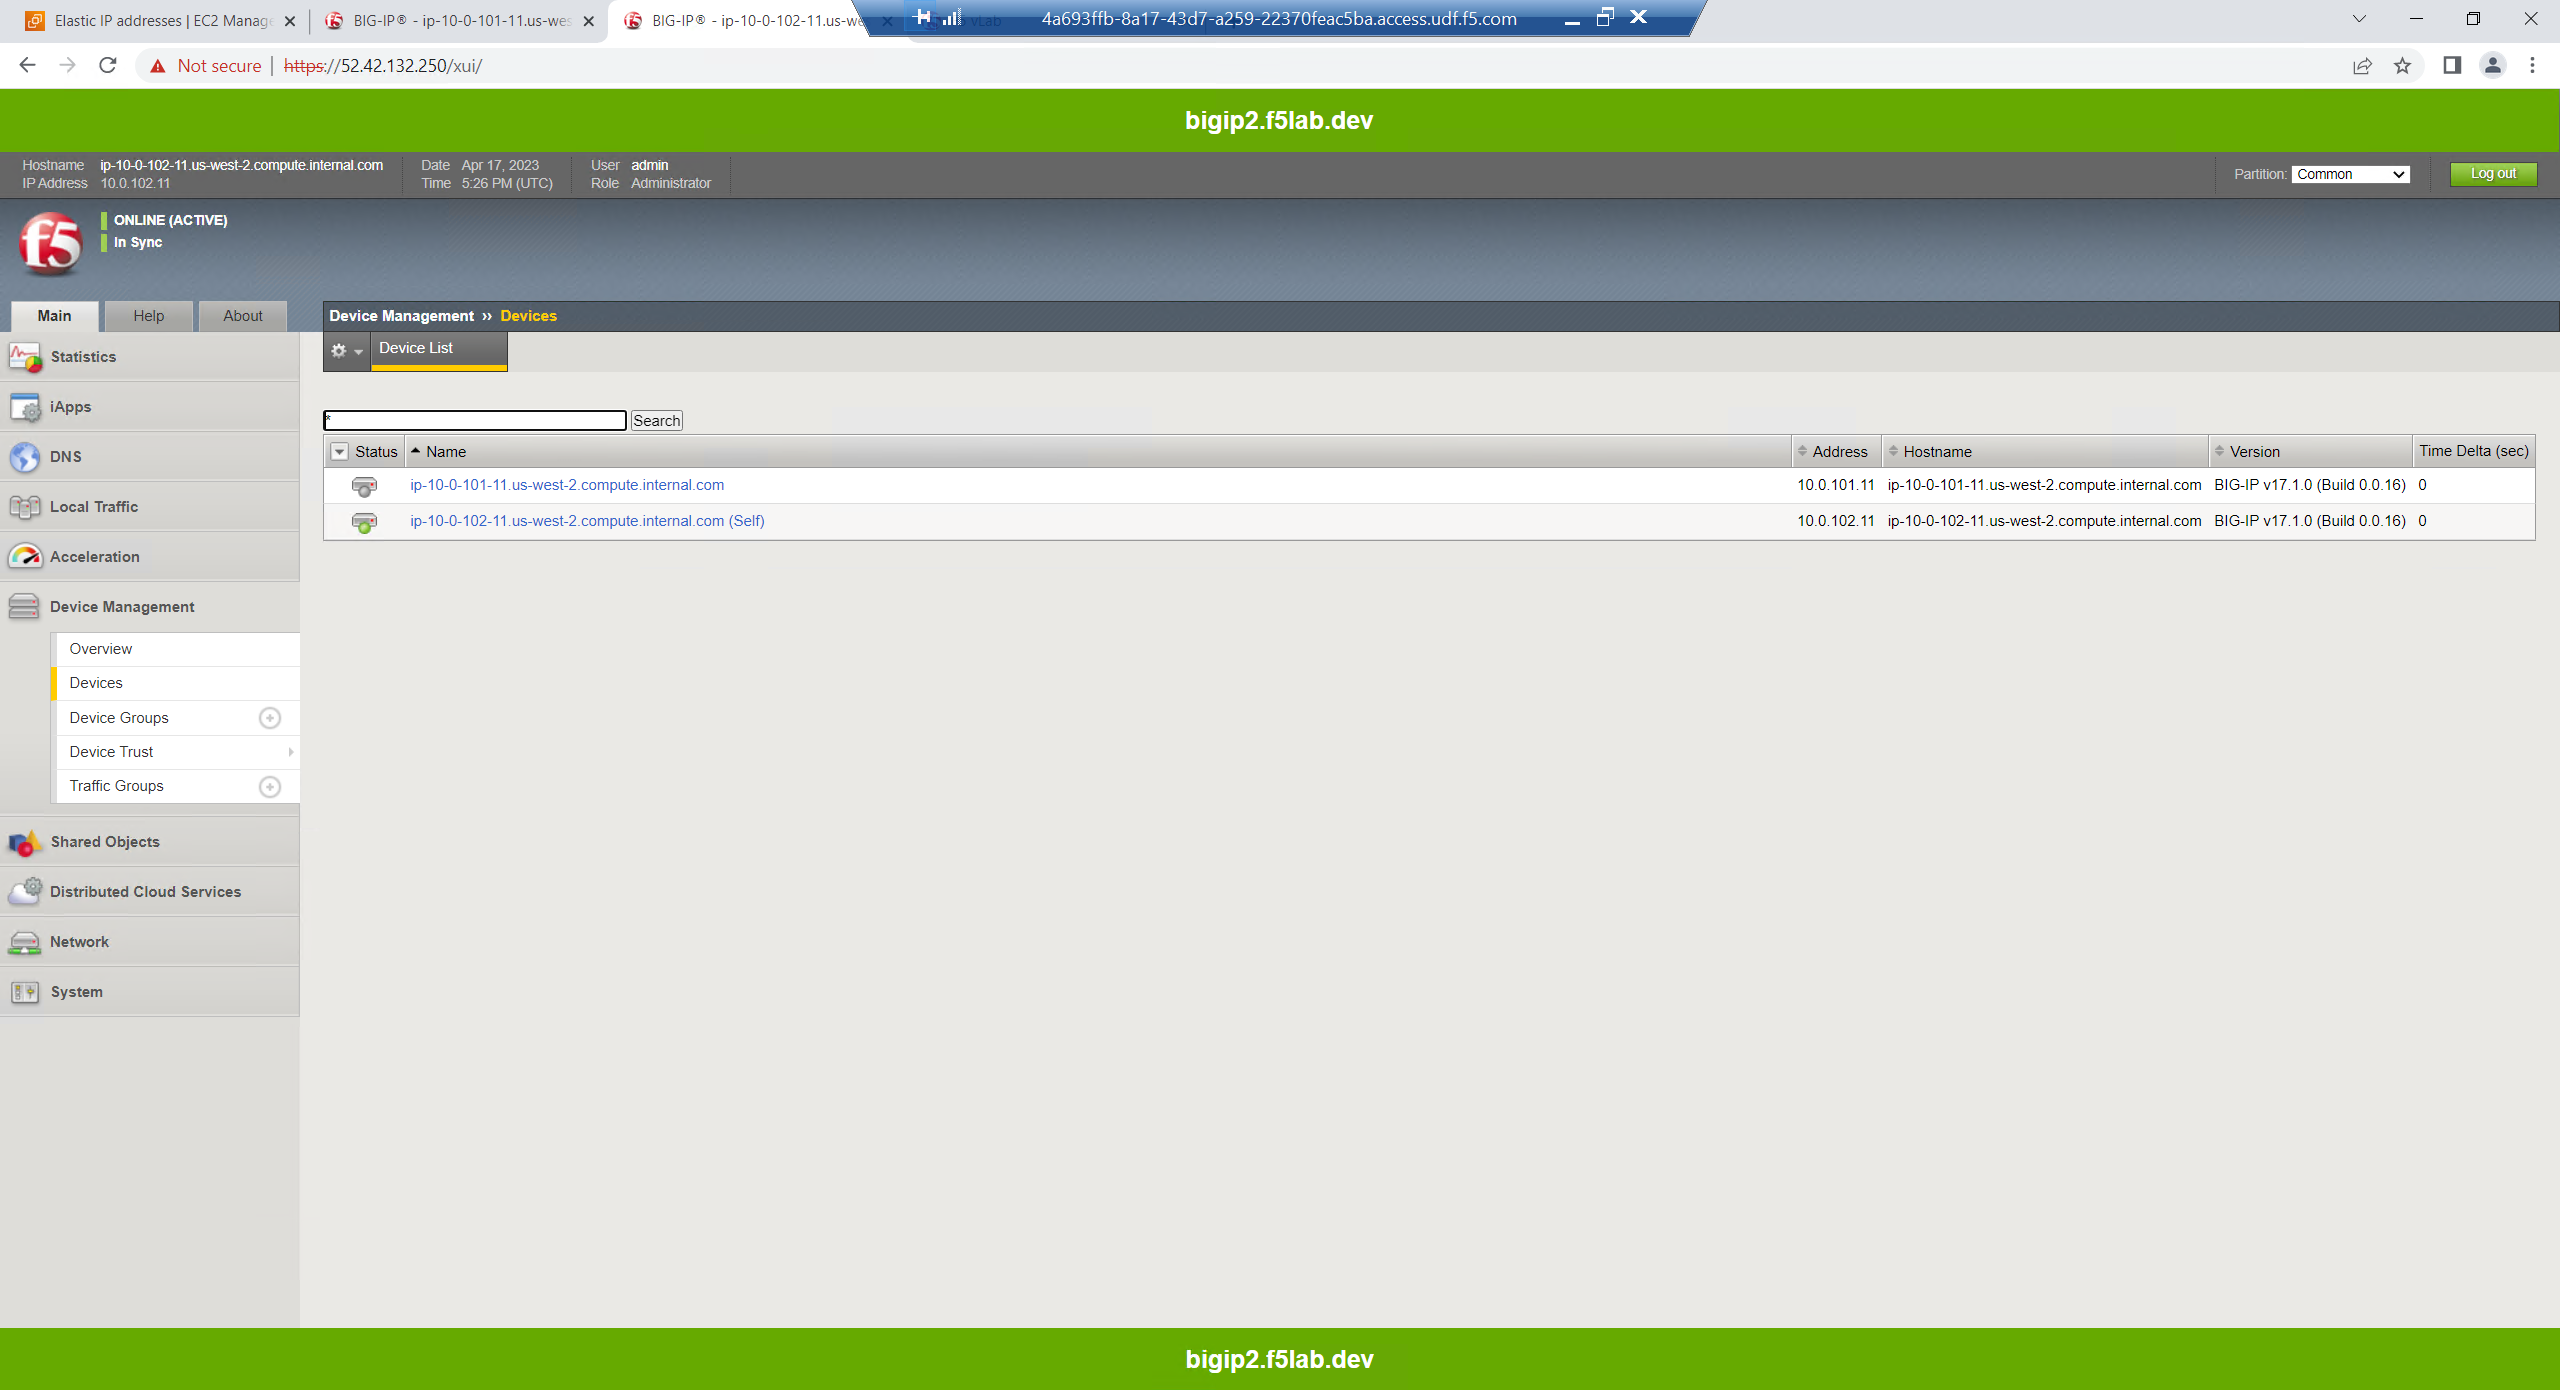 Elastic IP addresses | EC2 Manage
BIG-IP® - ip-10-0-101-11.us-wes
BIG-IP® - ip-10-0-102-11.us-we
vLab
4a693ffb-8a17-43d7-a259-22370feac5ba.access.udf.f5.com
Not secure | https://52.42.132.250/xui/
bigip2.f5lab.dev
Hostname ip-10-0-102-11.us-west-2.compute.internal.com
IP Address 10.0.102.11
Date Apr 17, 2023
Time 5:26 PM (UTC)
User admin
Role Administrator
Partition: Common
Log out
f5
ONLINE (ACTIVE)
In Sync
Main
Help
About
Device Management ›› Devices
Device List
Statistics
iApps
DNS
Local Traffic
Acceleration
Device Management
Overview
Devices
Device Groups
Device Trust
Traffic Groups
Shared Objects
Distributed Cloud Services
Network
System
* Search
Status Name Address Hostname Version Time Delta (sec)
ip-10-0-101-11.us-west-2.compute.internal.com 10.0.101.11 ip-10-0-101-11.us-west-2.compute.internal.com BIG-IP v17.1.0 (Build 0.0.16) 0
ip-10-0-102-11.us-west-2.compute.internal.com (Self) 10.0.102.11 ip-10-0-102-11.us-west-2.compute.internal.com BIG-IP v17.1.0 (Build 0.0.16) 0
bigip2.f5lab.dev